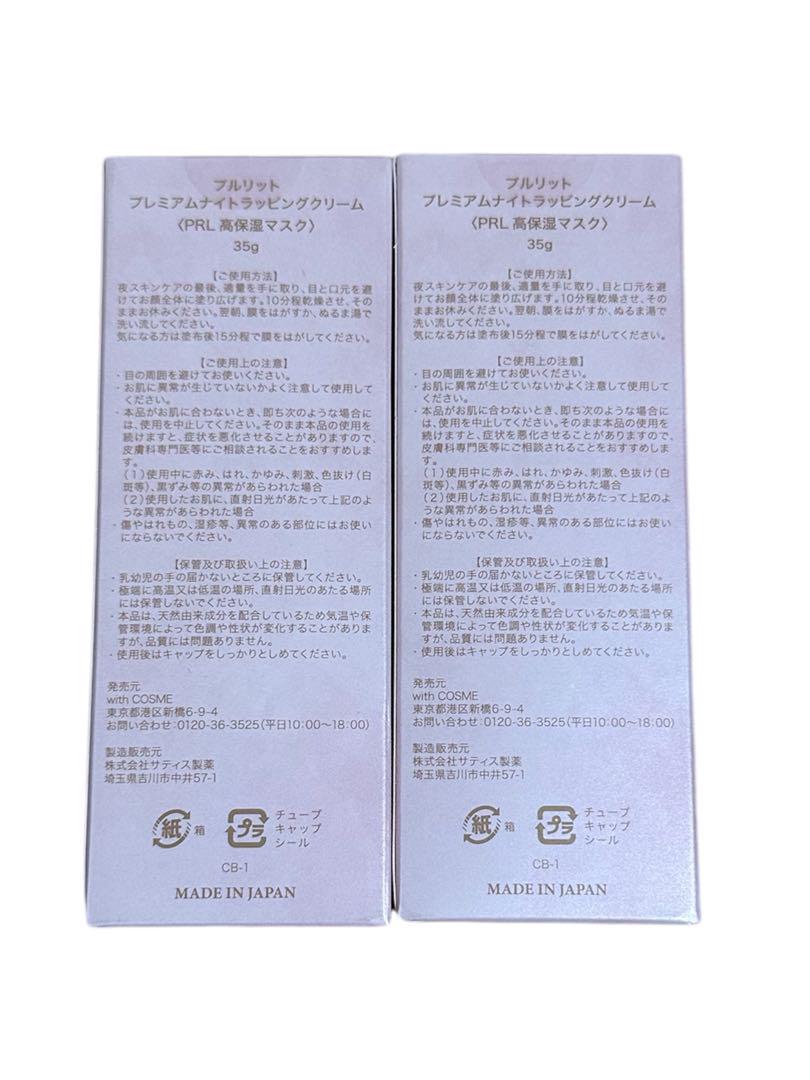 プルリット
プレミアムナイトラッピングクリーム
〈PRL 高保湿マスク〉
35g
【ご使用方法】
夜スキンケアの最後、適量を手に取り、目と口元を避
けてお顔全体に塗り広げます。10分程乾燥させ、その
ままお休みください。翌朝、膜をはがすか、ぬるま湯で
洗い流してください。
気になる方は塗布後15分程で膜をはがしてください。
【ご使用上の注意】
・目の周囲を避けてお使いください。
・お肌に異常が生じていないかよく注意して使用して
ください。
・本品がお肌に合わないとき、即ち次のような場合に
は、使用を中止してください。そのまま本品の使用を
続けますと、症状を悪化させることがありますので、
皮膚科専門医等にご相談されることをおすすめしま
す。
(1)使用中に赤み、はれ、かゆみ、刺激、色抜け(白
斑等)、黒ずみ等の異常があらわれた場合
(2)使用したお肌に、直射日光があたって上記のよ
うな異常があらわれた場合
・傷やはれもの、湿疹等、異常のある部位にはお使い
にならないでください。
【保管及び取扱い上の注意】
・乳幼児の手の届かないところに保管してください。
・極端に高温又は低温の場所、直射日光のあたる場所
には保管しないでください。
・本品は、天然由来成分を配合しているため気温や保
管環境によって色調や性状が変化することがありま
すが、品質には問題ありません。
・使用後はキャップをしっかりとしめてください。
発売元
with COSME
東京都港区新橋6-9-4
お問い合わせ:0120-36-3525(平日10:00〜18:00)
製造販売元
株式会社サティス製薬
埼玉県吉川市中井57-1
紙 箱
プラ チューブ
キャップ
シール
CB-1
MADE IN JAPAN
プルリット
プレミアムナイトラッピングクリーム
〈PRL 高保湿マスク〉
35g
【ご使用方法】
夜スキンケアの最後、適量を手に取り、目と口元を避
けてお顔全体に塗り広げます。10分程乾燥させ、その
ままお休みください。翌朝、膜をはがすか、ぬるま湯で
洗い流してください。
気になる方は塗布後15分程で膜をはがしてください。
【ご使用上の注意】
・目の周囲を避けてお使いください。
・お肌に異常が生じていないかよく注意して使用して
ください。
・本品がお肌に合わないとき、即ち次のような場合に
は、使用を中止してください。そのまま本品の使用を
続けますと、症状を悪化させることがありますので、
皮膚科専門医等にご相談されることをおすすめしま
す。
(1)使用中に赤み、はれ、かゆみ、刺激、色抜け(白
斑等)、黒ずみ等の異常があらわれた場合
(2)使用したお肌に、直射日光があたって上記のよ
うな異常があらわれた場合
・傷やはれもの、湿疹等、異常のある部位にはお使い
にならないでください。
【保管及び取扱い上の注意】
・乳幼児の手の届かないところに保管してください。
・極端に高温又は低温の場所、直射日光のあたる場所
には保管しないでください。
・本品は、天然由来成分を配合しているため気温や保
管環境によって色調や性状が変化することがありま
すが、品質には問題ありません。
・使用後はキャップをしっかりとしめてください。
発売元
with COSME
東京都港区新橋6-9-4
お問い合わせ:0120-36-3525(平日10:00〜18:00)
製造販売元
株式会社サティス製薬
埼玉県吉川市中井57-1
紙 箱
プラ チューブ
キャップ
シール
CB-1
MADE IN JAPAN